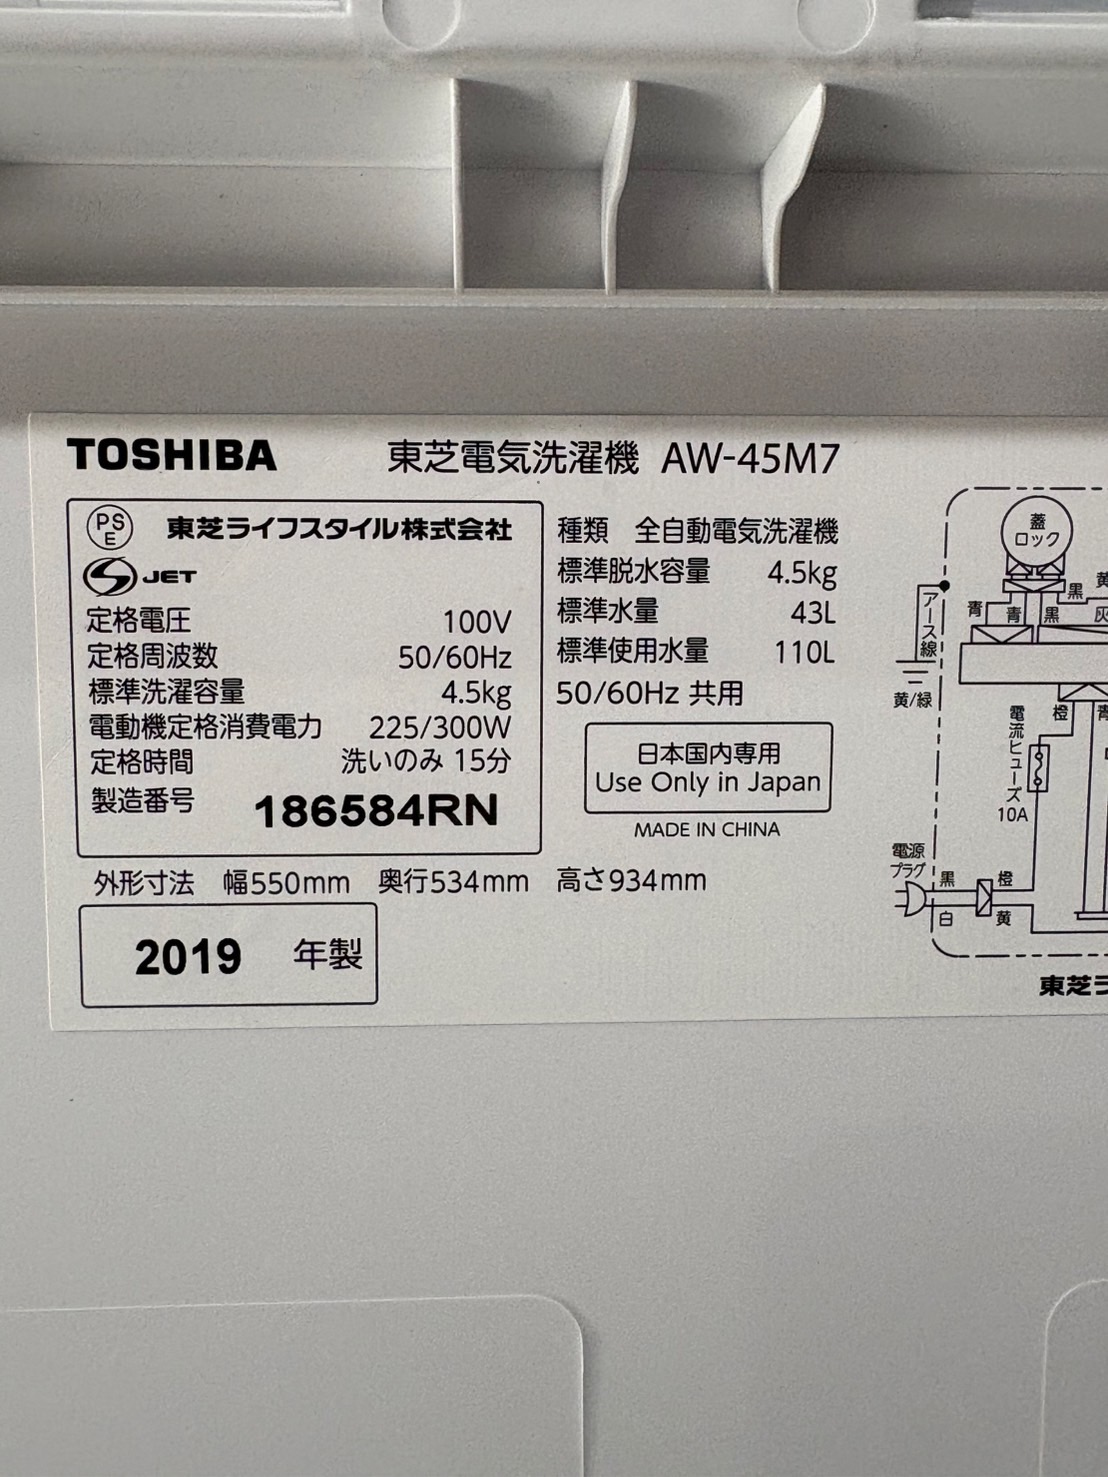 TOSHIBA 東芝電気洗濯機 AW-45M7
PSE 東芝ライフスタイル株式会社
S JET
定格電圧 100V
定格周波数 50/60Hz
標準洗濯容量 4.5kg
電動機定格消費電力 225/300W
定格時間 洗いのみ 15分
製造番号 186584RN
種類 全自動電気洗濯機
標準脱水容量 4.5kg
標準水量 43L
標準使用水量 110L
50/60Hz 共用
日本国内専用
Use Only in Japan
MADE IN CHINA
外形寸法 幅550mm 奥行534mm 高さ934mm
2019 年製
蓋
ロック
アース線
黄/緑
青 青 黒 黒
灰
橙
電流ヒューズ
10A
電源
プラグ
黒 橙
白 黄
東芝ラ